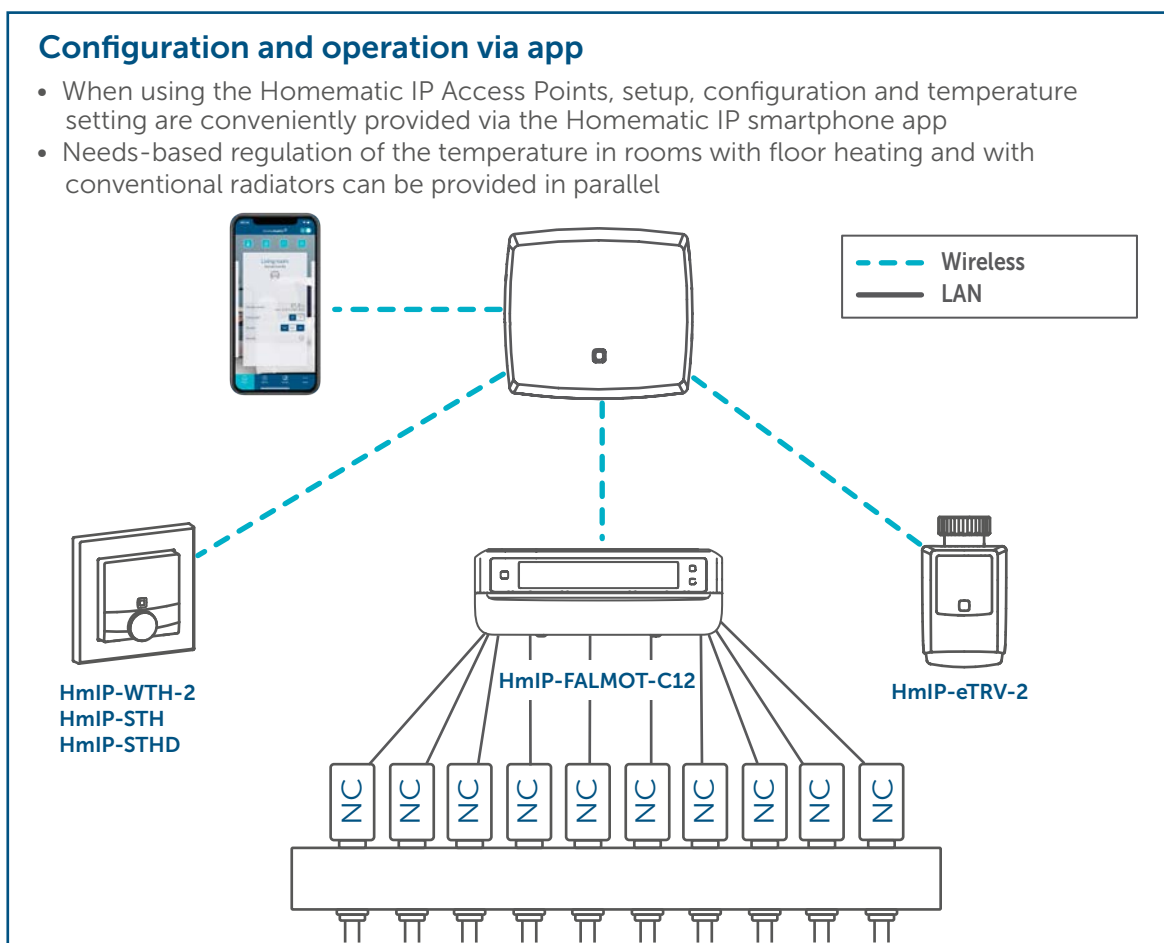 Configuration and operation via app
• When using the Homematic IP Access Points, setup, configuration and temperature
setting are conveniently provided via the Homematic IP smartphone app
• Needs-based regulation of the temperature in rooms with floor heating and with
conventional radiators can be provided in parallel
Living room
Wireless
LAN
HmIP-WTH-2
HmIP-STH
HmIP-STHD
HmIP-FALMOT-C12
HmIP-eTRV-2
NC
NC
NC
NC
NC
NC
NC
NC
NC
NC